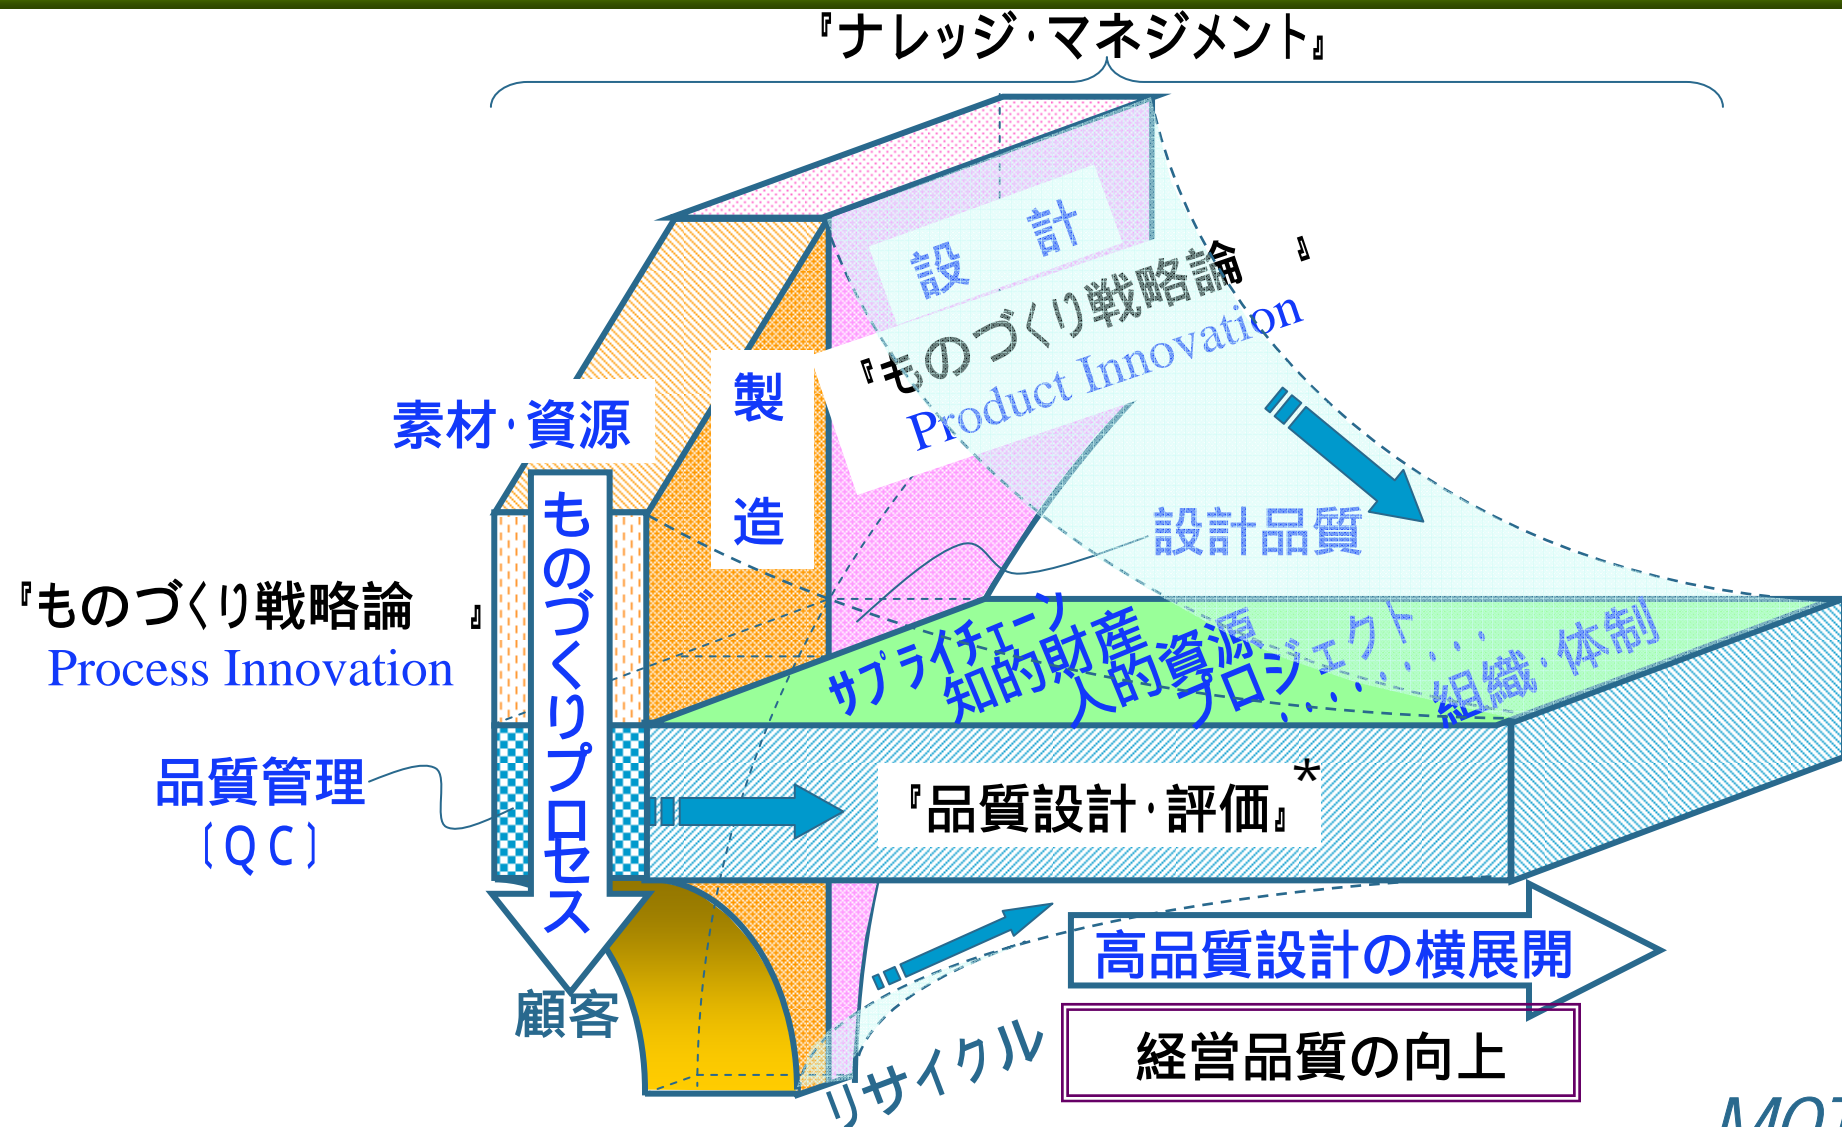 『ナレッジ・マネジメント』
設 計
『ものづくり戦略論 』
Product Innovation
製
造
素材・資源
設計品質
『ものづくり戦略論 』
Process Innovation
ものづくりプロセス
サプライチェーン
知的財産
人的資源
源
プロジェクト
・・・・・・・
組織・体制
品質管理
〔QC〕
『品質設計・評価』*
高品質設計の横展開
顧客
リサイクル
経営品質の向上
MOT